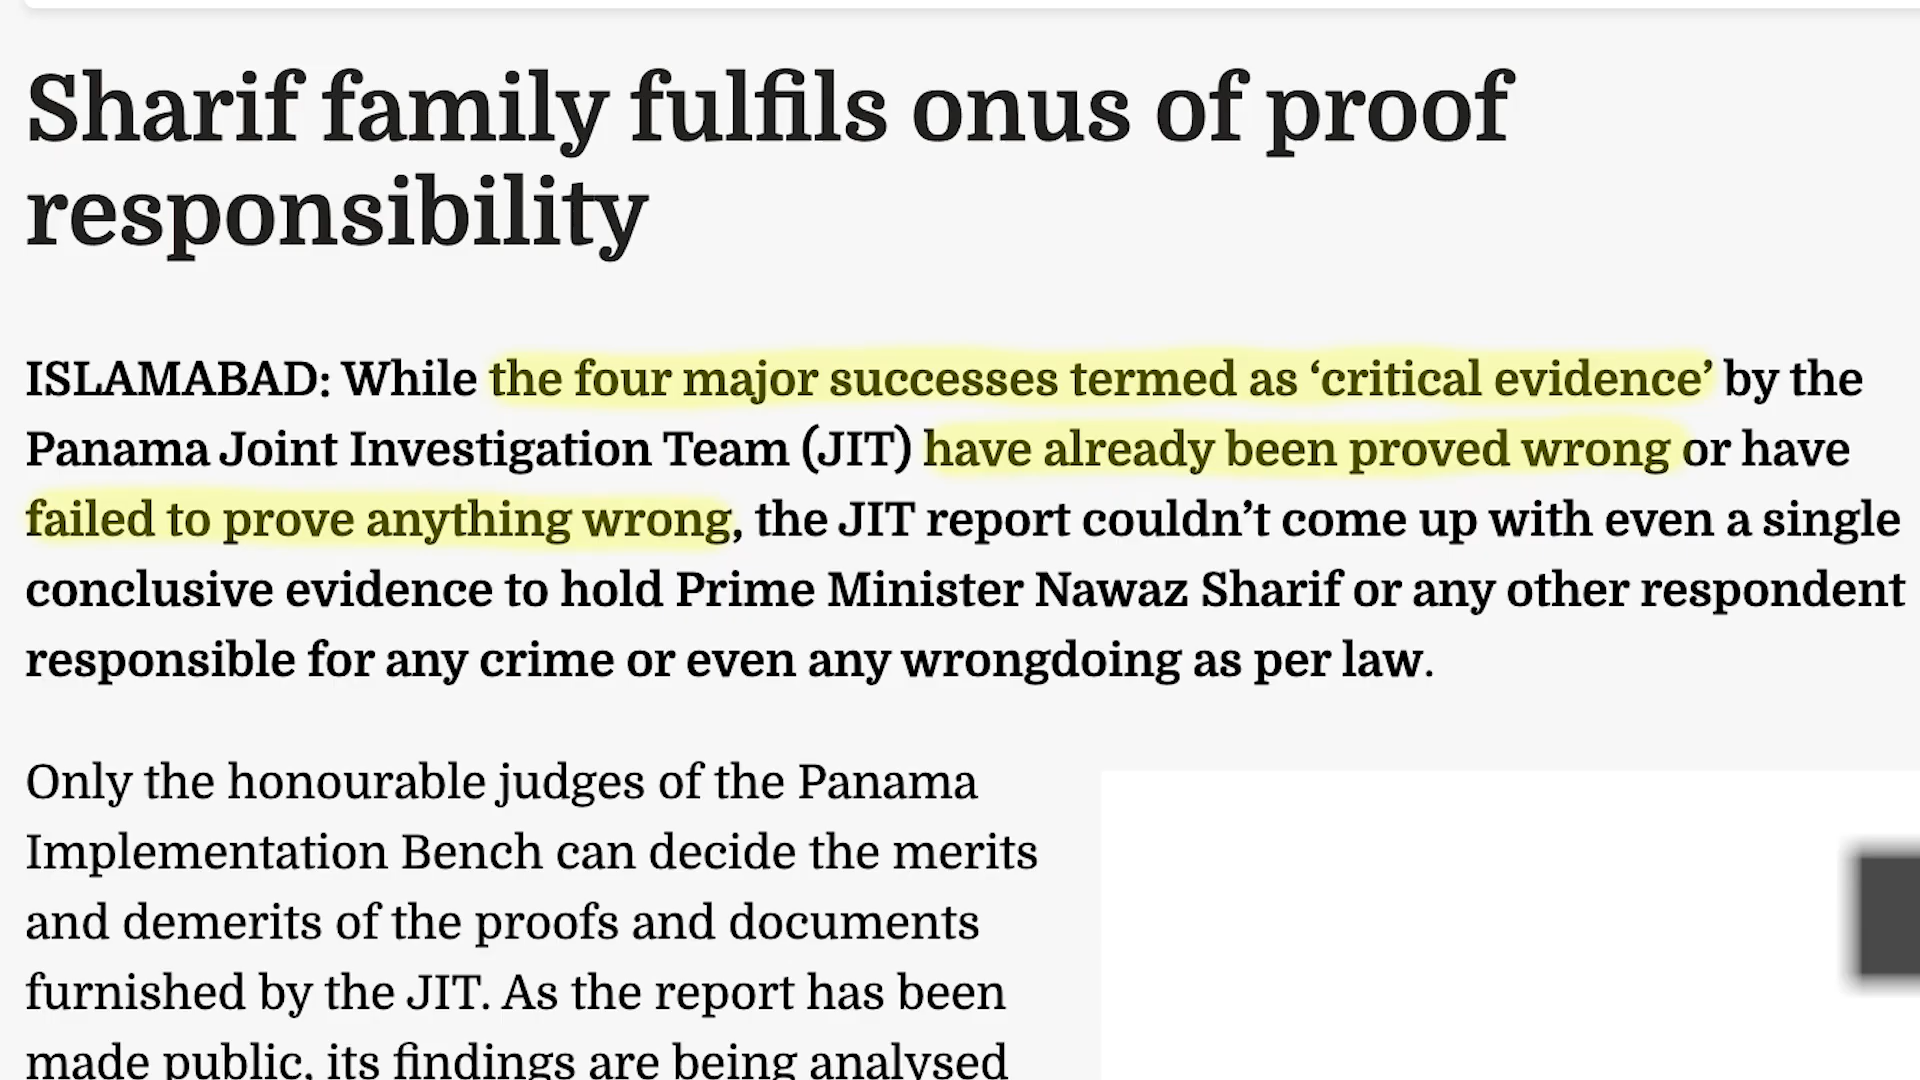 Sharif family fulfils onus of proof
responsibility
ISLAMABAD: While the four major successes termed as ‘critical evidence’ by the
Panama Joint Investigation Team (JIT) have already been proved wrong or have
failed to prove anything wrong, the JIT report couldn’t come up with even a single
conclusive evidence to hold Prime Minister Nawaz Sharif or any other respondent
responsible for any crime or even any wrongdoing as per law.
Only the honourable judges of the Panama
Implementation Bench can decide the merits
and demerits of the proofs and documents
furnished by the JIT. As the report has been
made public, its findings are being analysed